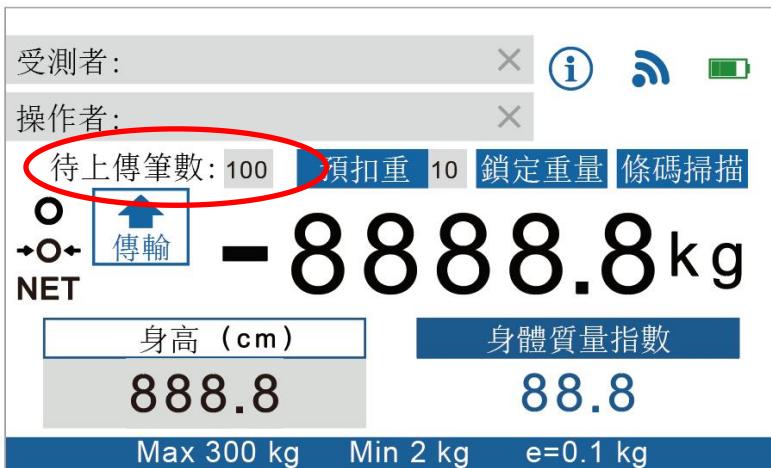 受測者:
操作者:
待上傳筆數: 100 預扣重 10 鎖定重量 條碼掃描
傳輸
NET
-8888.8kg
身高 (cm) 身體質量指數
888.8 88.8
Max 300 kg Min 2 kg e=0.1 kg